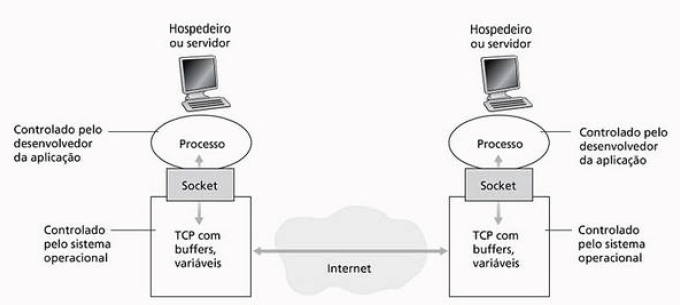 Hospedeiro
ou servidor
Hospedeiro
ou servidor
Controlado pelo
desenvolvedor
da aplicação
Processo
Processo
Controlado pelo
desenvolvedor
da aplicação
Socket
Socket
Controlado
pelo sistema
operacional
TCP com
buffers,
variáveis
Internet
TCP com
buffers,
variáveis
Controlado
pelo sistema
operacional